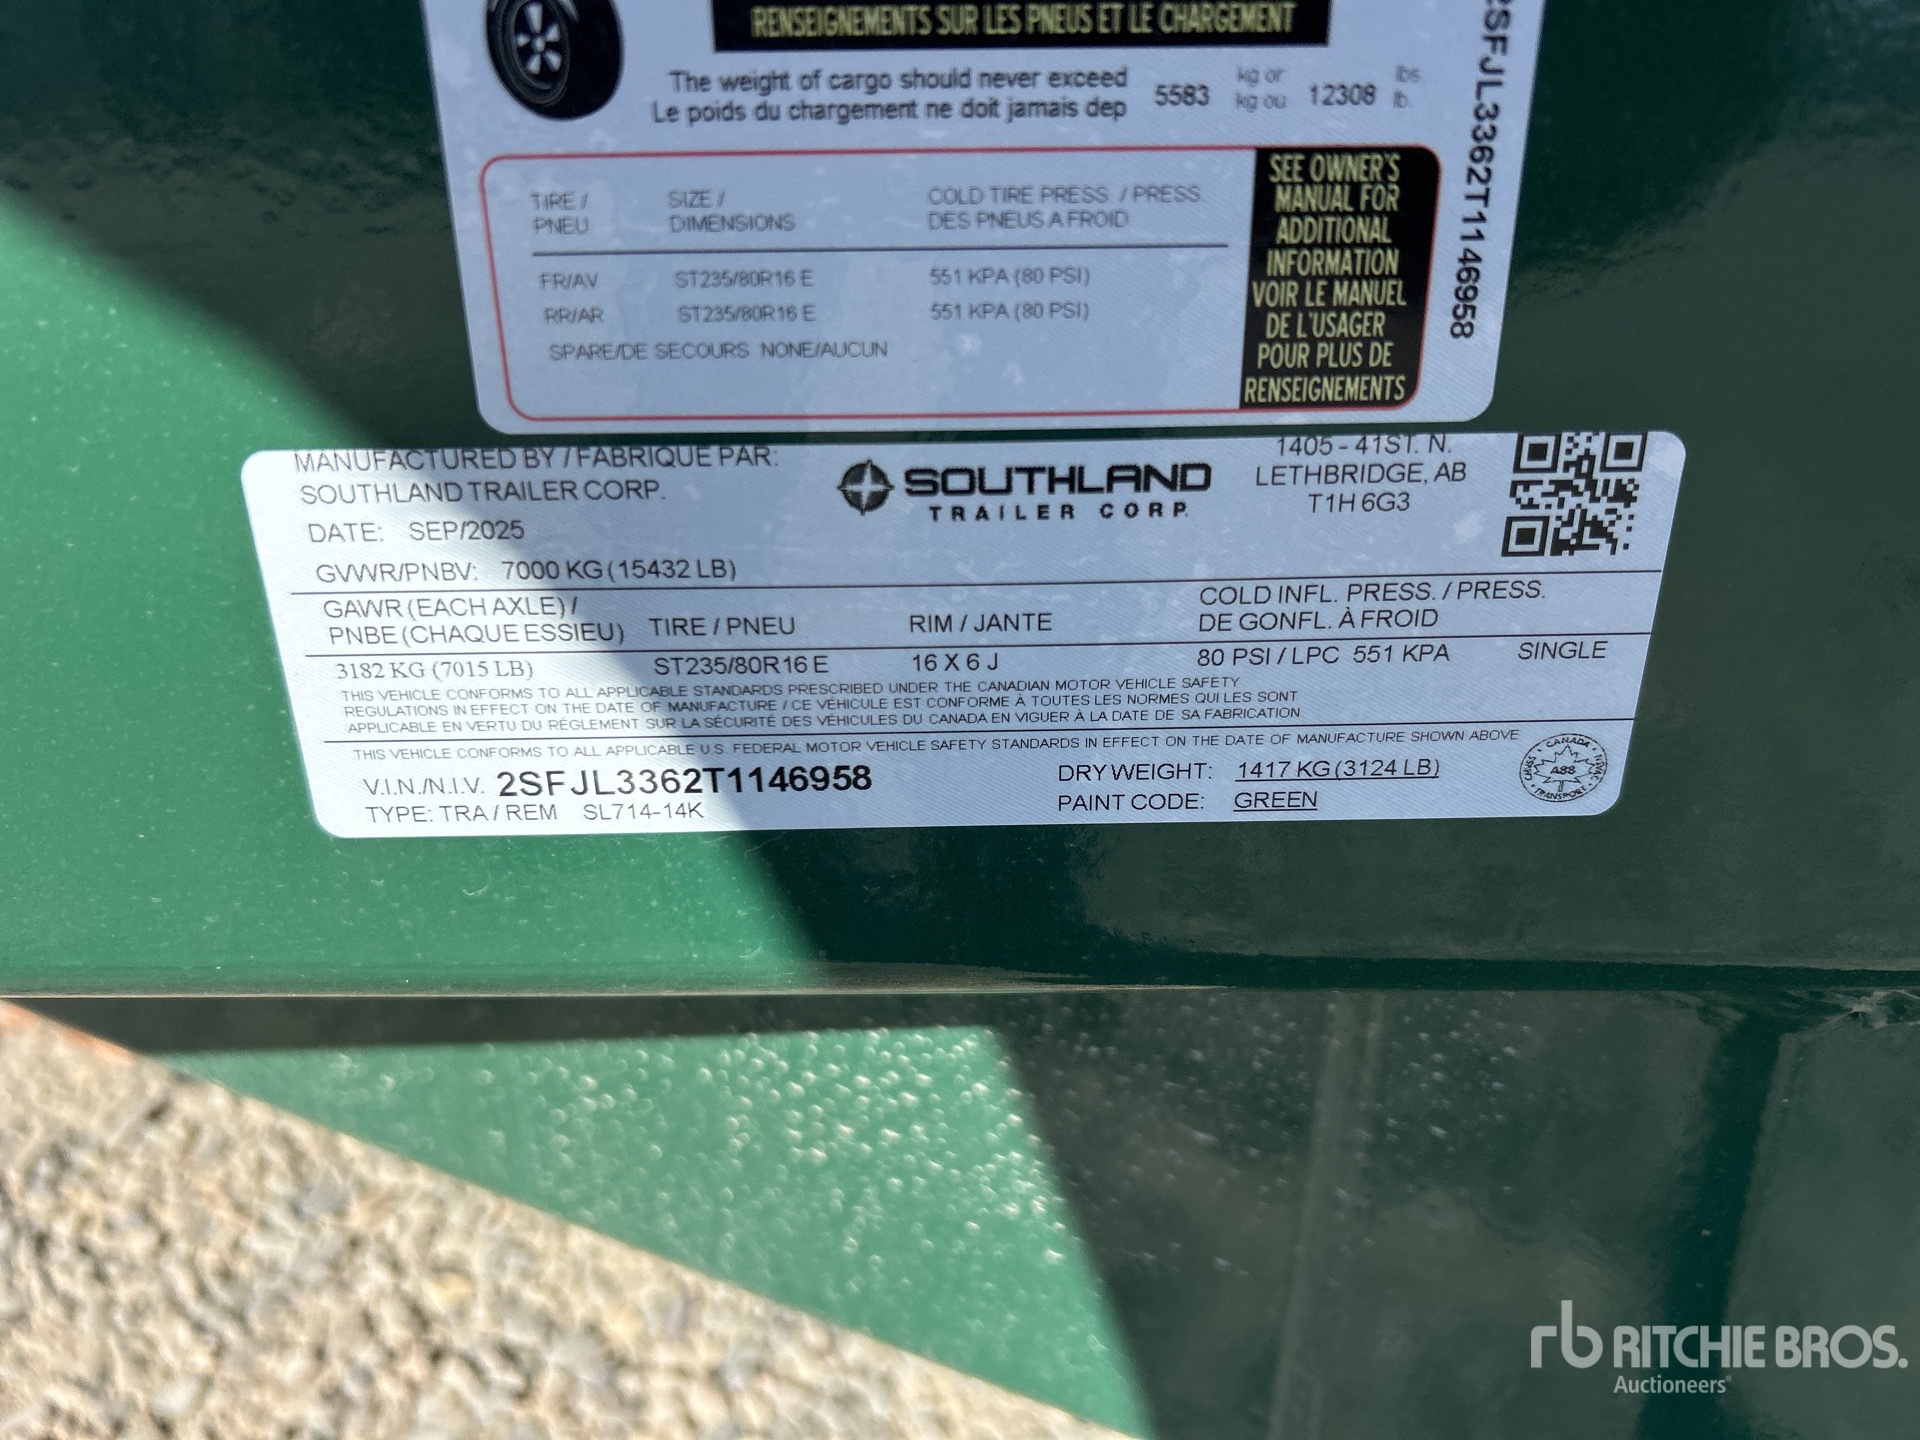 RENSEIGNEMENTS SUR LES PNEUS ET LE CHARGEMENT
The weight of cargo should never exceed 5583 kg or 12308 lbs.
Le poids du chargement ne doit jamais dep kg ou lb.
TIRE / SIZE / COLD TIRE PRESS / PRESS
PNEU DIMENSIONS DES PNEUS A FROID
FR/AV ST235/80R16 E 551 KPA (80 PSI)
RR/AR ST235/80R16 E 551 KPA (80 PSI)
SPARE/DE SECOURS NONE/AUCUN
SEE OWNER'S
MANUAL FOR
ADDITIONAL
INFORMATION
VOIR LE MANUEL
DE L'USAGER
POUR PLUS DE
RENSEIGNEMENTS
2SFJL3362T1146958
MANUFACTURED BY / FABRIQUE PAR:
SOUTHLAND TRAILER CORP.
DATE: SEP/2025
GVWR/PNBV: 7000 KG (15432 LB)
SOUTHLAND
TRAILER CORP.
1405 - 41ST. N.
LETHBRIDGE, AB
T1H 6G3
GAWR (EACH AXLE) /
PNBE (CHAQUE ESSIEU) TIRE / PNEU RIM / JANTE
COLD INFL. PRESS. / PRESS.
DE GONFL. À FROID
3182 KG (7015 LB) ST235/80R16 E 16 X 6 J 80 PSI / LPC 551 KPA SINGLE
THIS VEHICLE CONFORMS TO ALL APPLICABLE STANDARDS PRESCRIBED UNDER THE CANADIAN MOTOR VEHICLE SAFETY
REGULATIONS IN EFFECT ON THE DATE OF MANUFACTURE / CE VÉHICULE EST CONFORME À TOUTES LES NORMES QUI LES SONT
APPLICABLE EN VERTU DU RÉGLEMENT SUR LA SÉCURITÉ DES VÉHICULES DU CANADA EN VIGUER À LA DATE DE SA FABRICATION
THIS VEHICLE CONFORMS TO ALL APPLICABLE U.S. FEDERAL MOTOR VEHICLE SAFETY STANDARDS IN EFFECT ON THE DATE OF MANUFACTURE SHOWN ABOVE
V.I.N./N.I.V. 2SFJL3362T1146958 DRY WEIGHT: 1417 KG (3124 LB)
TYPE: TRA / REM SL714-14K PAINT CODE: GREEN
CANADA
A88
TRANSPORT
rb RITCHIE BROS.
Auctioneers